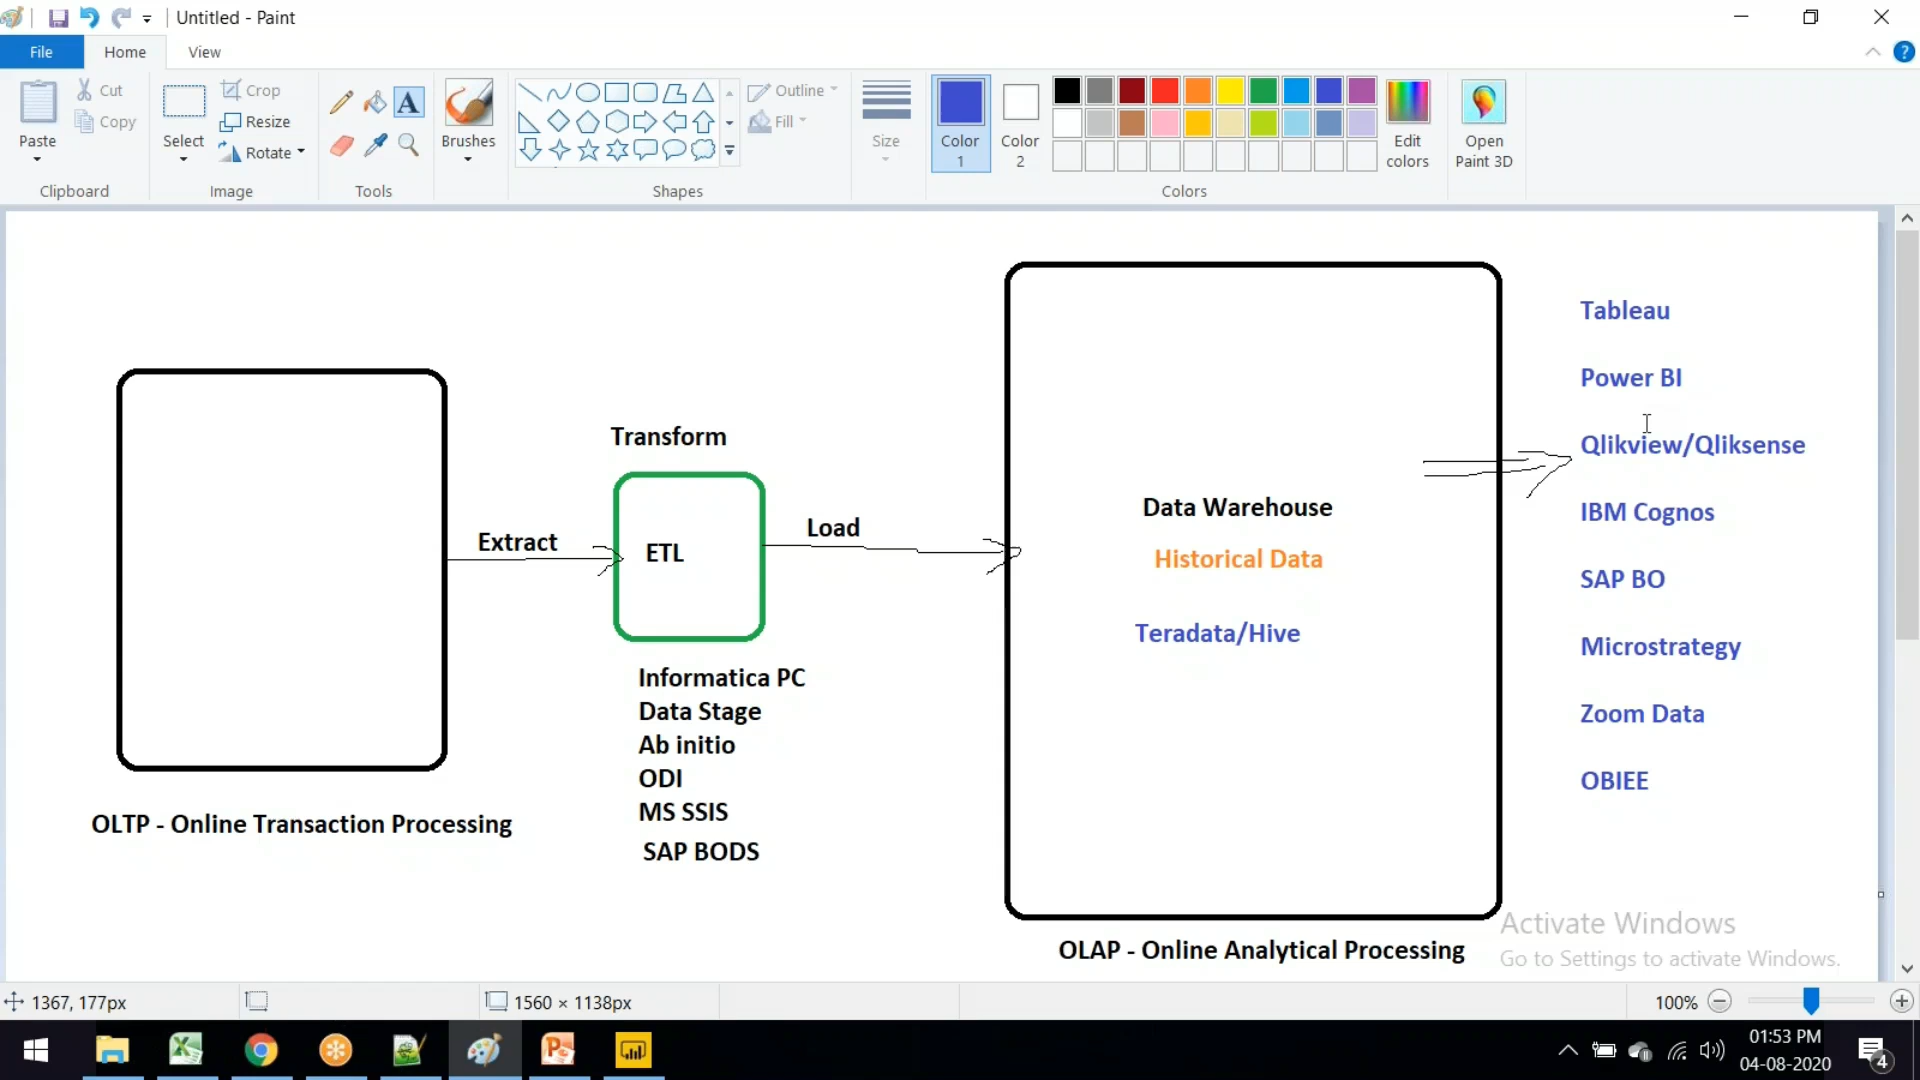 Untitled - Paint
File
Home
View
Paste
Cut
Copy
Clipboard
Select
Crop
Resize
Rotate
Image
A
Tools
Brushes
Shapes
Outline
Fill
Size
Color
1
Color
2
Colors
Edit
colors
Open
Paint 3D
?
Tableau
Power BI
Qlikview/Qliksense
IBM Cognos
SAP BO
Microstrategy
Zoom Data
OBIEE
Transform
Extract
ETL
Load
Data Warehouse
Historical Data
Teradata/Hive
Informatica PC
Data Stage
Ab initio
ODI
MS SSIS
SAP BODS
OLTP - Online Transaction Processing
OLAP - Online Analytical Processing
Activate Windows
Go to Settings to activate Windows.
1367, 177px
1560 × 1138px
100%
01:53 PM
04-08-2020
4